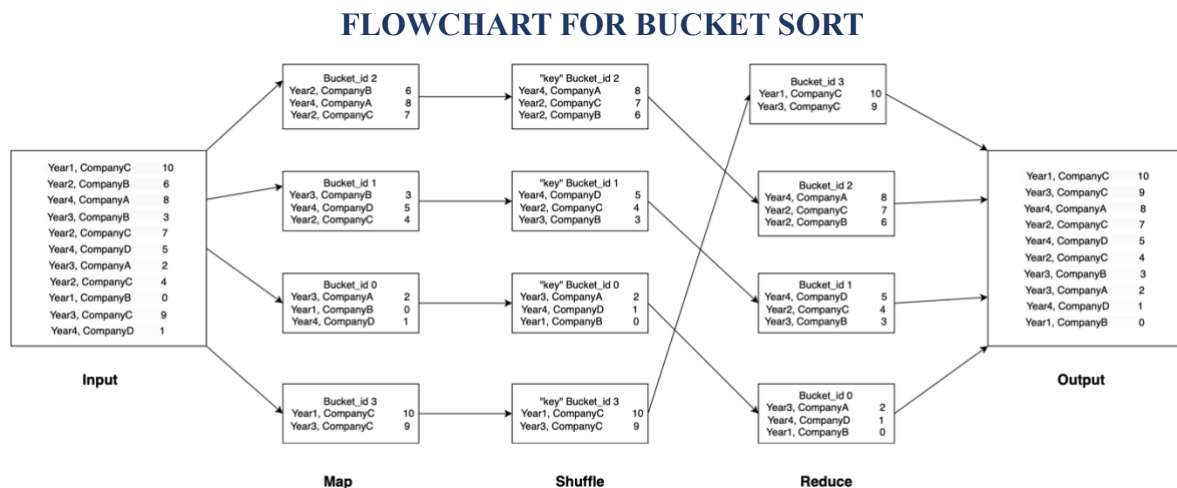 FLOWCHART FOR BUCKET SORT
Year1, CompanyC 10
Year2, CompanyB 6
Year4, CompanyA 8
Year3, CompanyB 3
Year2, CompanyC 7
Year4, CompanyD 5
Year3, CompanyA 2
Year2, CompanyC 4
Year1, CompanyB 0
Year3, CompanyC 9
Year4, CompanyD 1
Input
Bucket_id 2
Year2, CompanyB 6
Year4, CompanyA 8
Year2, CompanyC 7
Bucket_id 1
Year3, CompanyB 3
Year4, CompanyD 5
Year2, CompanyC 4
Bucket_id 0
Year3, CompanyA 2
Year1, CompanyB 0
Year4, CompanyD 1
Bucket_id 3
Year1, CompanyC 10
Year3, CompanyC 9
Map
"key" Bucket_id 2
Year4, CompanyA 8
Year2, CompanyC 7
Year2, CompanyB 6
"key" Bucket_id 1
Year4, CompanyD 5
Year2, CompanyC 4
Year3, CompanyB 3
"key" Bucket_id 0
Year3, CompanyA 2
Year4, CompanyD 1
Year1, CompanyB 0
"key" Bucket_id 3
Year1, CompanyC 10
Year3, CompanyC 9
Shuffle
Bucket_id 3
Year1, CompanyC 10
Year3, CompanyC 9
Bucket_id 2
Year4, CompanyA 8
Year2, CompanyC 7
Year2, CompanyB 6
Bucket_id 1
Year4, CompanyD 5
Year2, CompanyC 4
Year3, CompanyB 3
Bucket_id 0
Year3, CompanyA 2
Year4, CompanyD 1
Year1, CompanyB 0
Reduce
Year1, CompanyC 10
Year3, CompanyC 9
Year4, CompanyA 8
Year2, CompanyC 7
Year4, CompanyD 5
Year2, CompanyC 4
Year3, CompanyB 3
Year3, CompanyA 2
Year4, CompanyD 1
Year1, CompanyB 0
Output